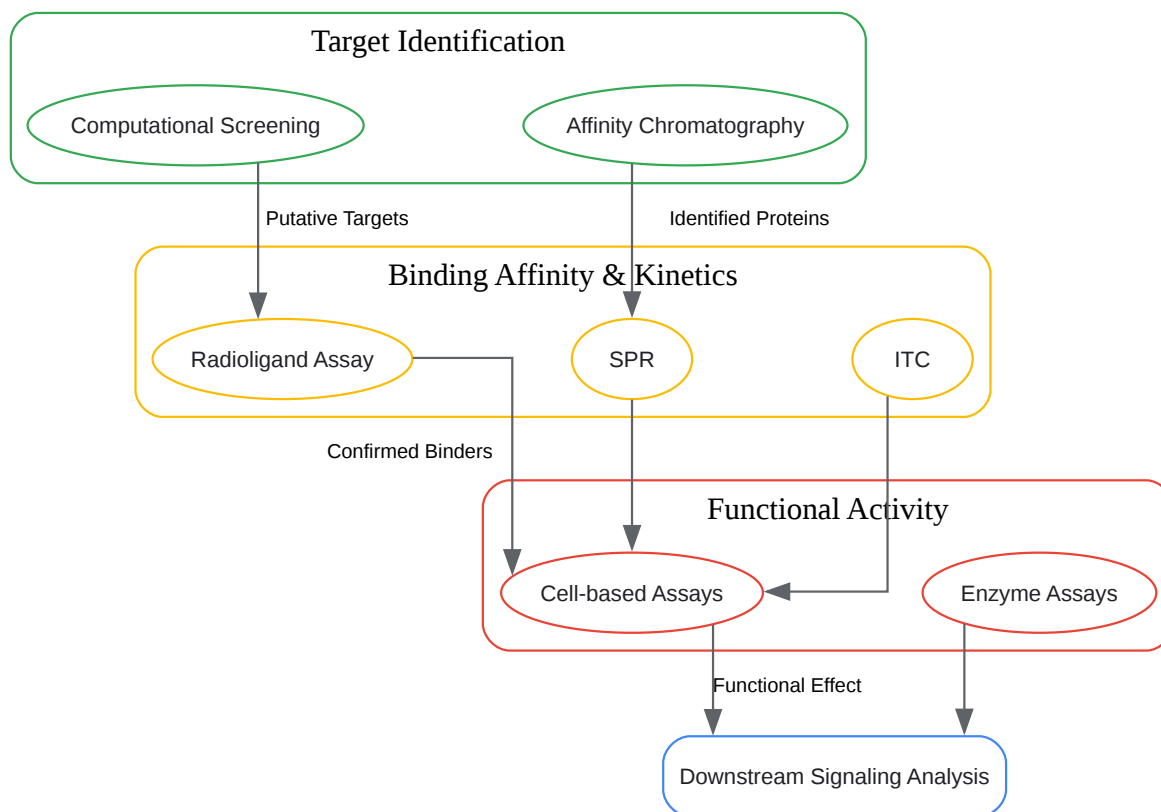 Target Identification
Computational Screening
Affinity Chromatography
Putative Targets
Identified Proteins
Binding Affinity & Kinetics
Radioligand Assay
SPR
ITC
Confirmed Binders
Functional Activity
Cell-based Assays
Enzyme Assays
Functional Effect
Downstream Signaling Analysis